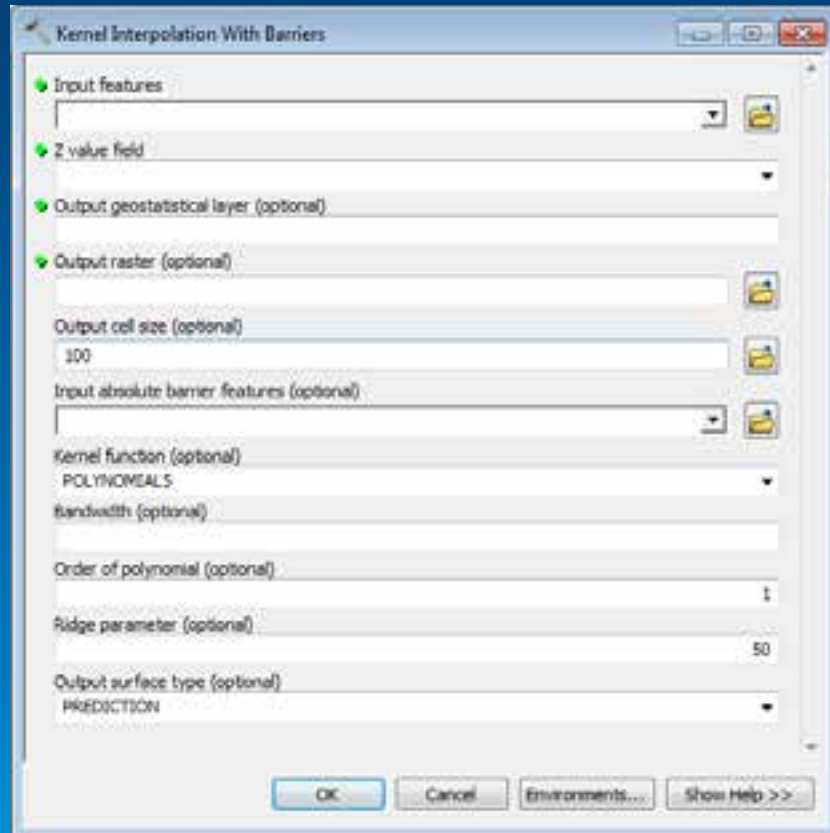 Kernel Interpolation With Barriers
Input features
Z value field
Output geostatistical layer (optional)
Output raster (optional)
Output cell size (optional)
100
Input absolute barrier features (optional)
Kernel function (optional)
POLYNOMIALS
Bandwidth (optional)
Order of polynomial (optional)
1
Ridge parameter (optional)
50
Output surface type (optional)
PREDICTION
OK Cancel Environments... Show Help >>